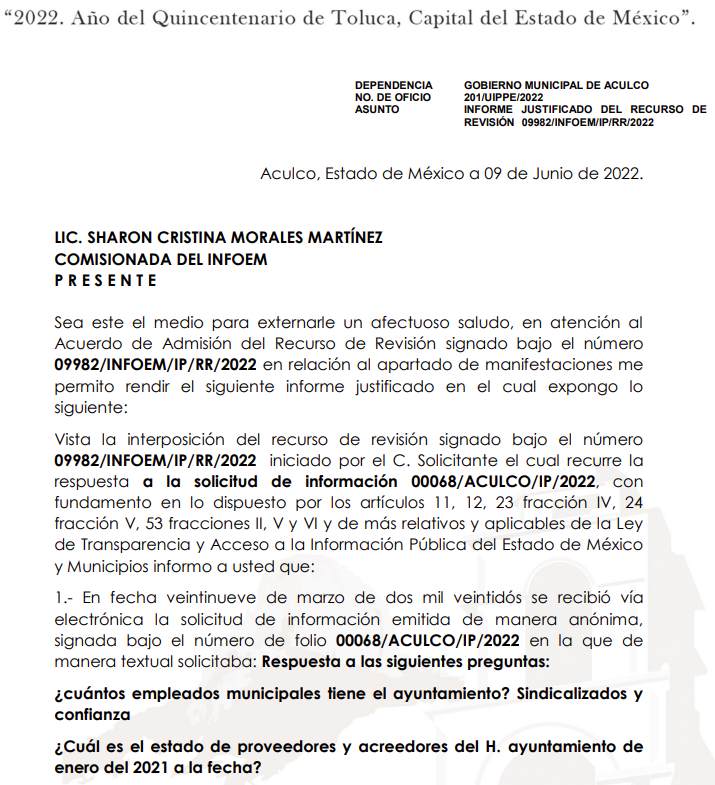 “2022. Año del Quincentenario de Toluca, Capital del Estado de México”.
DEPENDENCIA GOBIERNO MUNICIPAL DE ACULCO
NO. DE OFICIO 201/UIPPE/2022
ASUNTO INFORME JUSTIFICADO DEL RECURSO DE
REVISIÓN 09982/INFOEM/IP/RR/2022
Aculco, Estado de México a 09 de Junio de 2022.
LIC. SHARON CRISTINA MORALES MARTÍNEZ
COMISIONADA DEL INFOEM
P R E S E N T E
Sea este el medio para externarle un afectuoso saludo, en atención al
Acuerdo de Admisión del Recurso de Revisión signado bajo el número
09982/INFOEM/IP/RR/2022 en relación al apartado de manifestaciones me
permito rendir el siguiente informe justificado en el cual expongo lo
siguiente:
Vista la interposición del recurso de revisión signado bajo el número
09982/INFOEM/IP/RR/2022 iniciado por el C. Solicitante el cual recurre la
respuesta a la solicitud de información 00068/ACULCO/IP/2022, con
fundamento en lo dispuesto por los artículos 11, 12, 23 fracción IV, 24
fracción V, 53 fracciones II, V y VI y de más relativos y aplicables de la Ley
de Transparencia y Acceso a la Información Pública del Estado de México
y Municipios informo a usted que:
1.- En fecha veintinueve de marzo de dos mil veintidós se recibió vía
electrónica la solicitud de información emitida de manera anónima,
signada bajo el número de folio 00068/ACULCO/IP/2022 en la que de
manera textual solicitaba: Respuesta a las siguientes preguntas:
¿cuántos empleados municipales tiene el ayuntamiento? Sindicalizados y
confianza
¿Cuál es el estado de proveedores y acreedores del H. ayuntamiento de
enero del 2021 a la fecha?